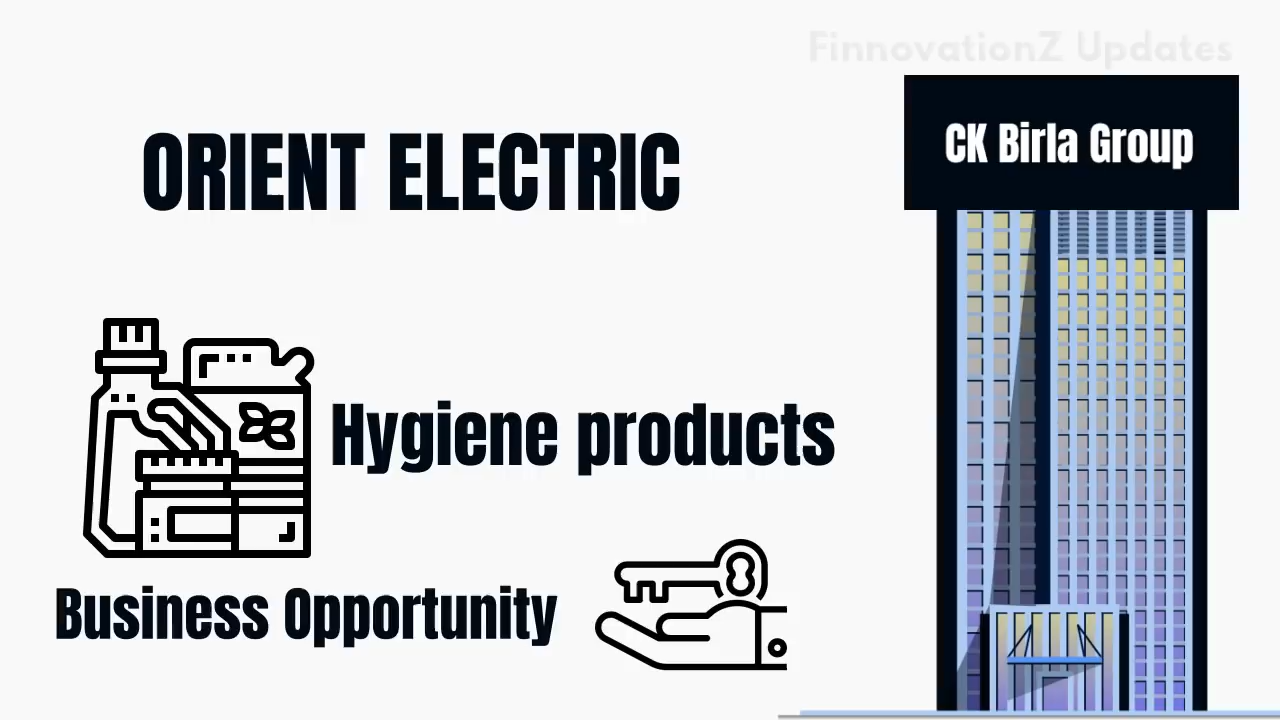 FinnovationZ Updates
CK Birla Group
ORIENT ELECTRIC
Hygiene products
Business Opportunity